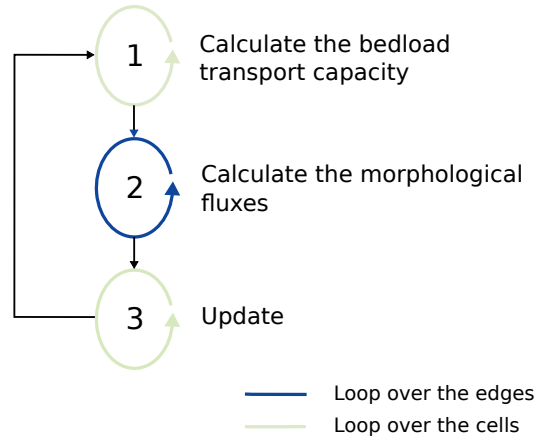 1
Calculate the bedload
transport capacity
2
Calculate the morphological
fluxes
3
Update
Loop over the edges
Loop over the cells